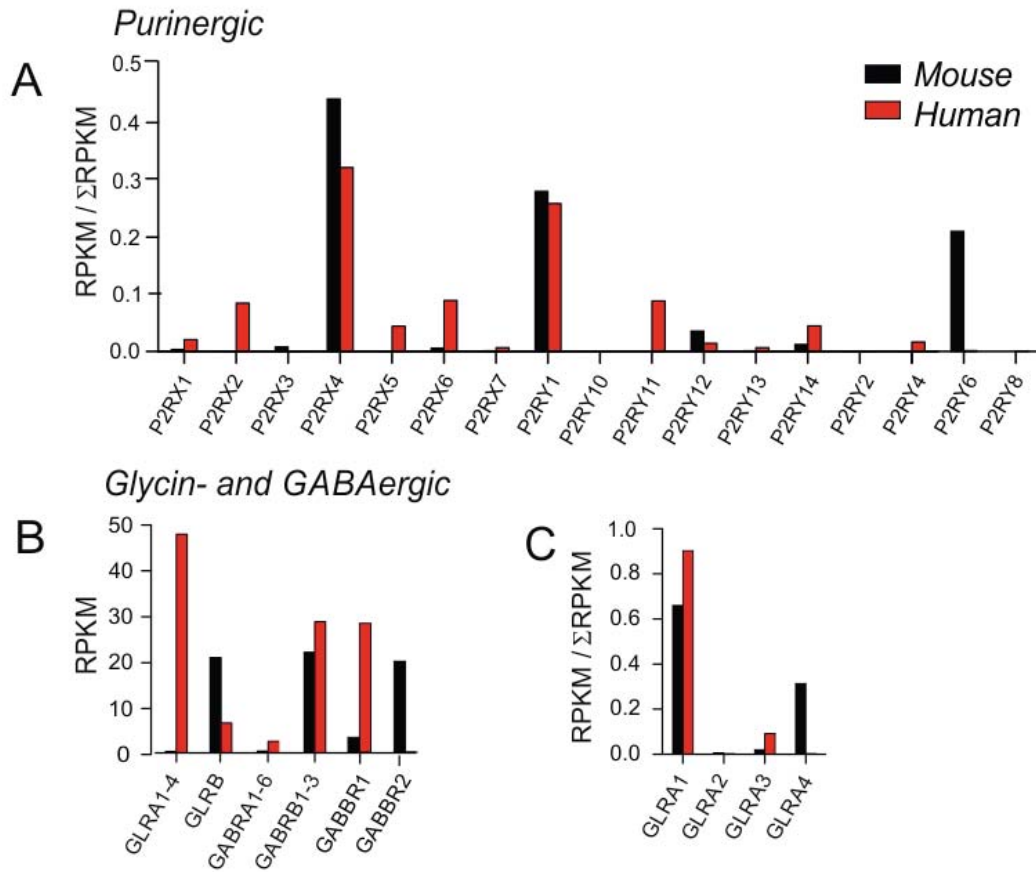 Purinergic
A
RPKM / ΣRPKM
0.5
0.4
0.3
0.2
0.1
0.0
Mouse
Human
P2RX1
P2RX2
P2RX3
P2RX4
P2RX5
P2RX6
P2RX7
P2RY1
P2RY10
P2RY11
P2RY12
P2RY13
P2RY14
P2RY2
P2RY4
P2RY6
P2RY8
Glycin- and GABAergic
B
RPKM
50
40
30
20
10
0
GLRA1-4
GLRB
GABRA1-6
GABRB1-3
GABBR1
GABBR2
C
RPKM / ΣRPKM
1.0
0.8
0.6
0.4
0.2
0.0
GLRA1
GLRA2
GLRA3
GLRA4